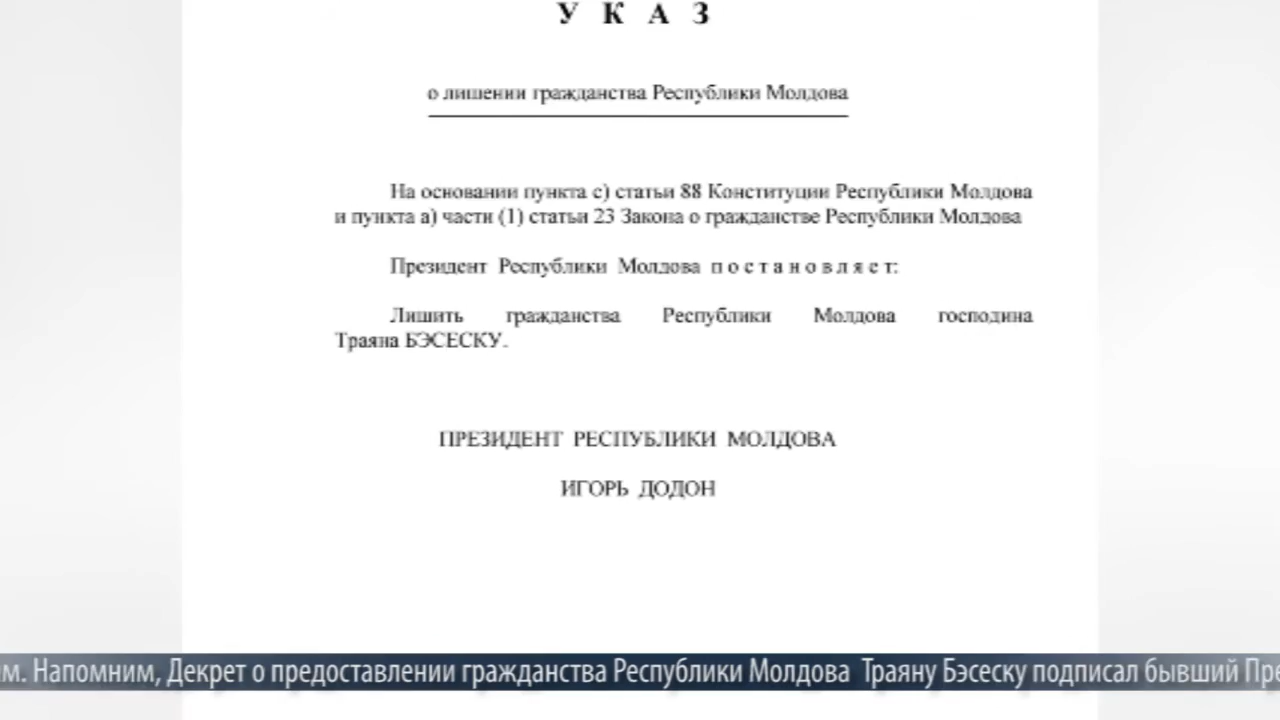 У К А З
о лишении гражданства Республики Молдова
На основании пункта с) статьи 88 Конституции Республики Молдова
и пункта а) части (1) статьи 23 Закона о гражданстве Республики Молдова
Президент Республики Молдова п о с т а н о в л я е т:
Лишить гражданства Республики Молдова господина
Траяна БЭСЕСКУ.
ПРЕЗИДЕНТ РЕСПУБЛИКИ МОЛДОВА
ИГОРЬ ДОДОН
Напомним, Декрет о предоставлении гражданства Республики Молдова Траяну Бэсеску подписал бывший